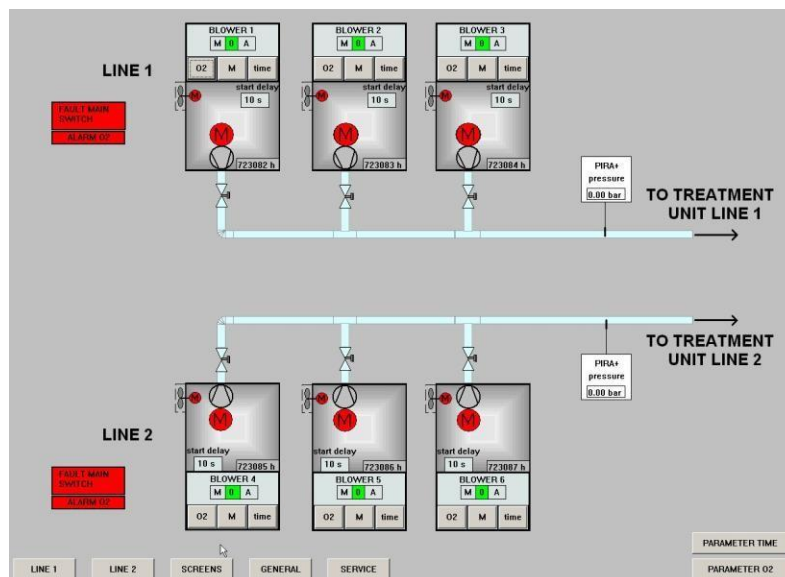 BLOWER 1
M 0 A
O2 M time
start delay
10 s
M
M
723082 h
BLOWER 2
M 0 A
O2 M time
start delay
10 s
M
M
723083 h
BLOWER 3
M 0 A
O2 M time
start delay
10 s
M
M
723084 h
LINE 1
FAULT MAIN
SWITCH
ALARM O2
PIRA+
pressure
0.00 bar
TO TREATMENT
UNIT LINE 1
TO TREATMENT
UNIT LINE 2
PIRA+
pressure
0.00 bar
LINE 2
FAULT MAIN
SWITCH
ALARM O2
M
M
start delay
10 s
723085 h
BLOWER 4
M 0 A
O2 M time
M
M
start delay
10 s
723086 h
BLOWER 5
M 0 A
O2 M time
M
M
start delay
10 s
723087 h
BLOWER 6
M 0 A
O2 M time
PARAMETER TIME
LINE 1 LINE 2 SCREENS GENERAL SERVICE PARAMETER O2